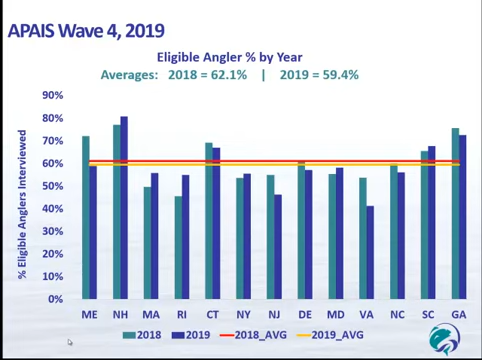 APAIS Wave 4, 2019
Eligible Angler % by Year
Averages: 2018 = 62.1% | 2019 = 59.4%
% Eligible Anglers Interviewed
90%
80%
70%
60%
50%
40%
30%
20%
10%
0%
ME NH MA RI CT NY NJ DE MD VA NC SC GA
2018 2019 2018_AVG 2019_AVG